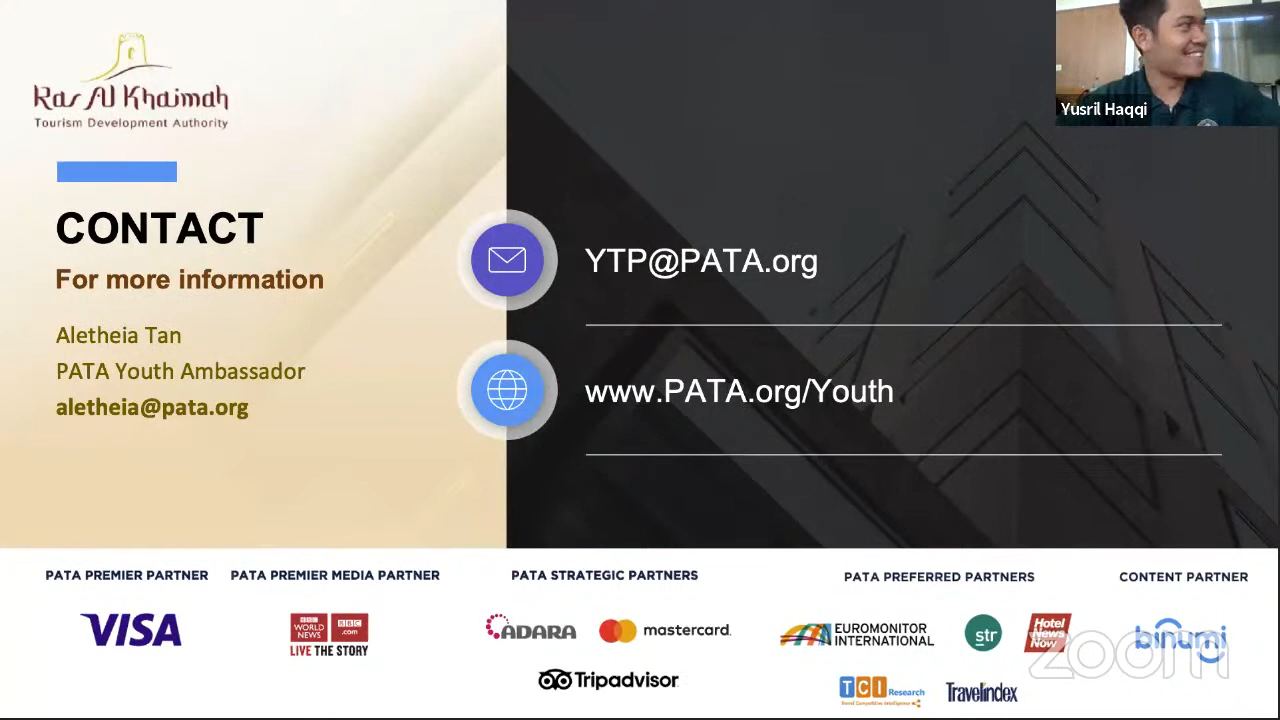 Ras Al Khaimah
Tourism Development Authority
Yusril Haqqi
CONTACT
For more information
Aletheia Tan
PATA Youth Ambassador
aletheia@pata.org
YTP@PATA.org
www.PATA.org/Youth
PATA PREMIER PARTNER
VISA
PATA PREMIER MEDIA PARTNER
BBC WORLD NEWS BBC .com
LIVE THE STORY
PATA STRATEGIC PARTNERS
ADARA mastercard.
Tripadvisor
PATA PREFERRED PARTNERS
EUROMONITOR INTERNATIONAL
str
Hotel News Now
TCI Research
Travel Competitive Intelligence
Travelindex
CONTENT PARTNER
binumi
zoom